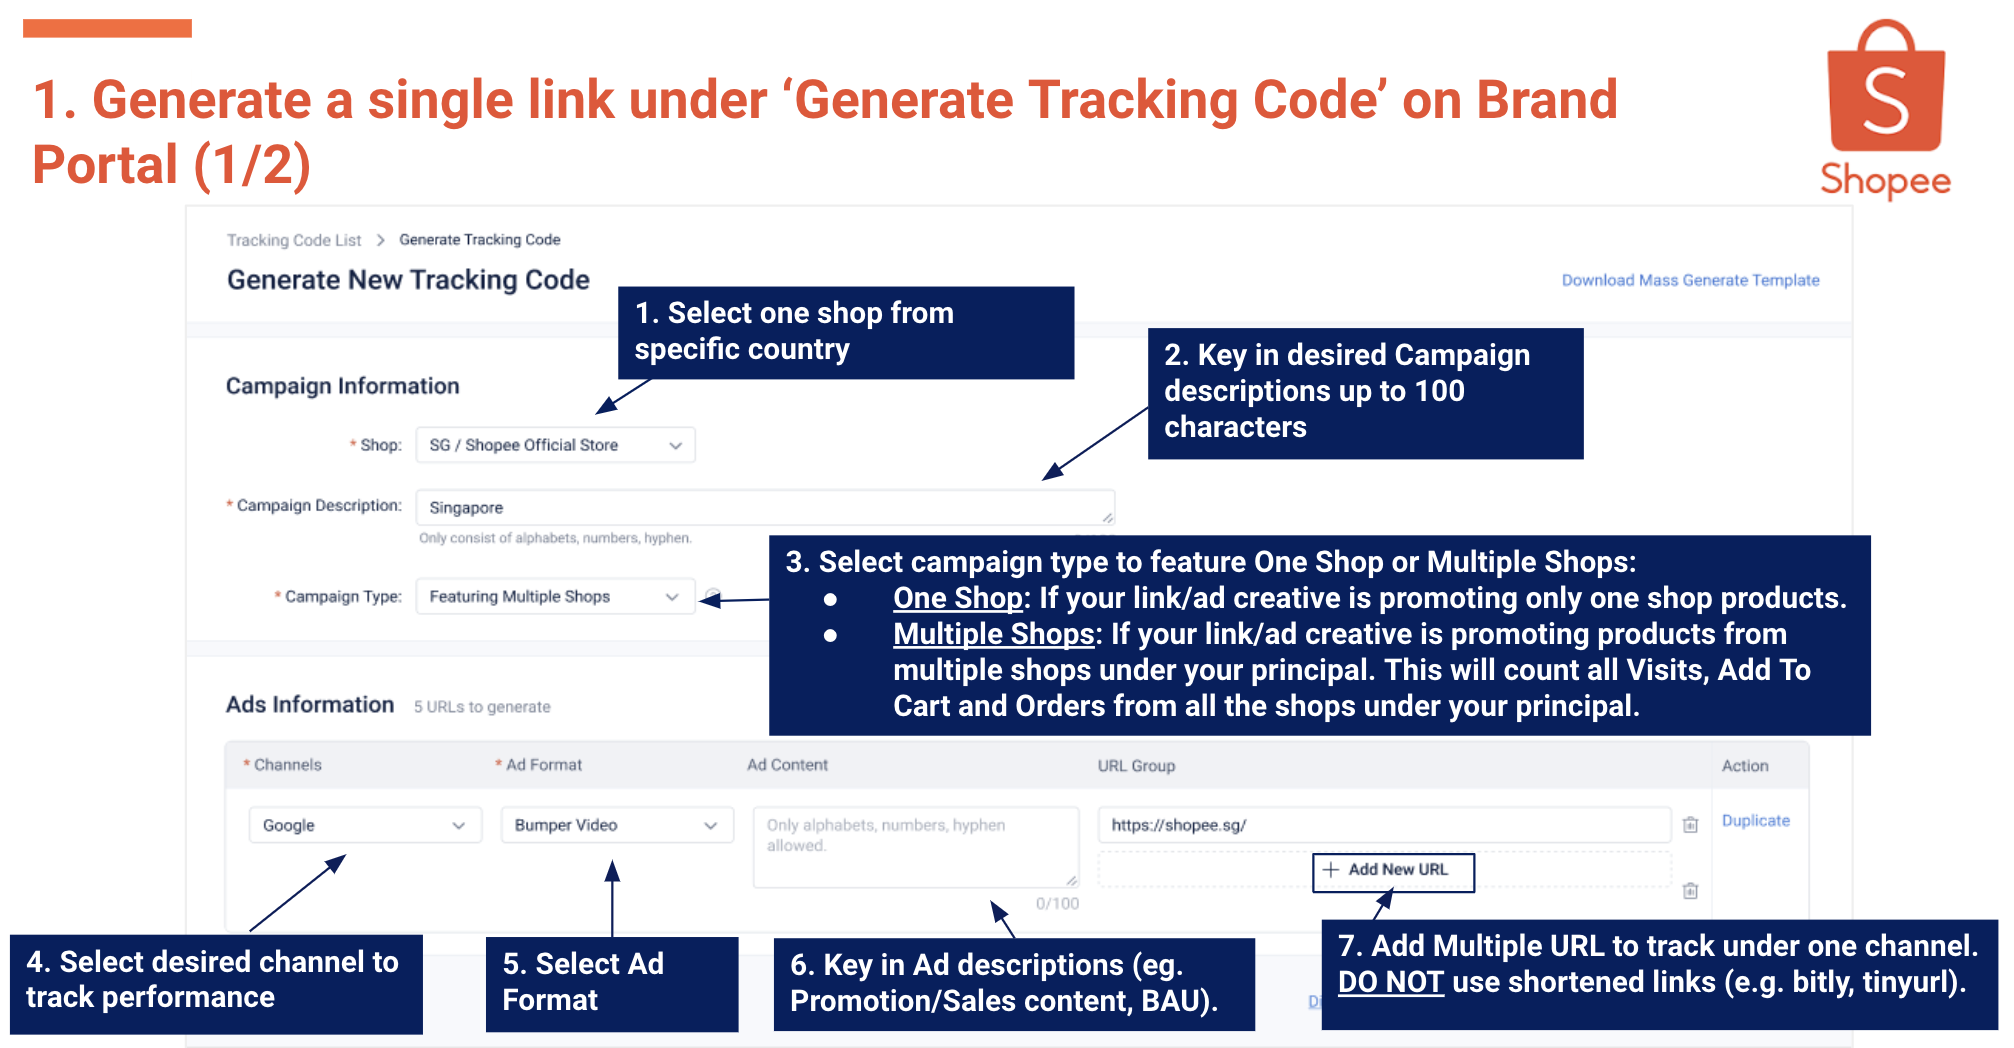 1. Generate a single link under ‘Generate Tracking Code’ on Brand
Portal (1/2)
Shopee
Tracking Code List > Generate Tracking Code
Generate New Tracking Code
Download Mass Generate Template
1. Select one shop from
specific country
2. Key in desired Campaign
descriptions up to 100
characters
Campaign Information
* Shop: SG / Shopee Official Store
* Campaign Description: Singapore
Only consist of alphabets, numbers, hyphen.
* Campaign Type: Featuring Multiple Shops
3. Select campaign type to feature One Shop or Multiple Shops:
● One Shop: If your link/ad creative is promoting only one shop products.
● Multiple Shops: If your link/ad creative is promoting products from
multiple shops under your principal. This will count all Visits, Add To
Cart and Orders from all the shops under your principal.
Ads Information 5 URLs to generate
* Channels * Ad Format Ad Content URL Group Action
Google Bumper Video Only alphabets, numbers, hyphen https://shopee.sg/ Duplicate
allowed.
+ Add New URL
0/100
4. Select desired channel to
track performance
5. Select Ad
Format
6. Key in Ad descriptions (eg.
Promotion/Sales content, BAU).
7. Add Multiple URL to track under one channel.
DO NOT use shortened links (e.g. bitly, tinyurl).